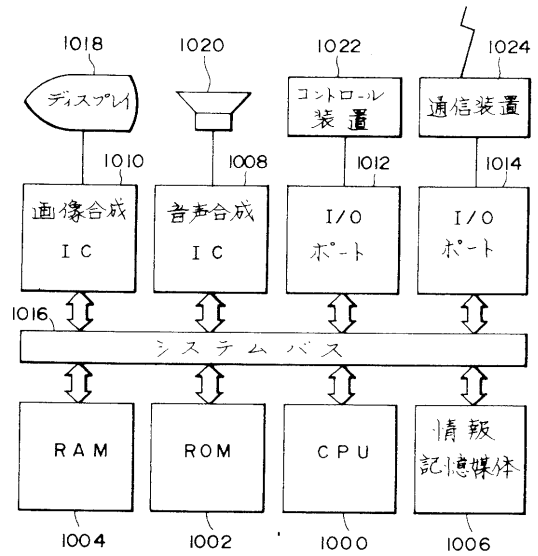 1018
1020
1022
1024
ディスプレイ
コントロール
装置
通信装置
1010
1008
1012
1014
画像合成
IC
音声合成
IC
I/O
ポート
I/O
ポート
1016
システムバス
RAM
ROM
CPU
情報
記憶媒体
1004
1002
1000
1006